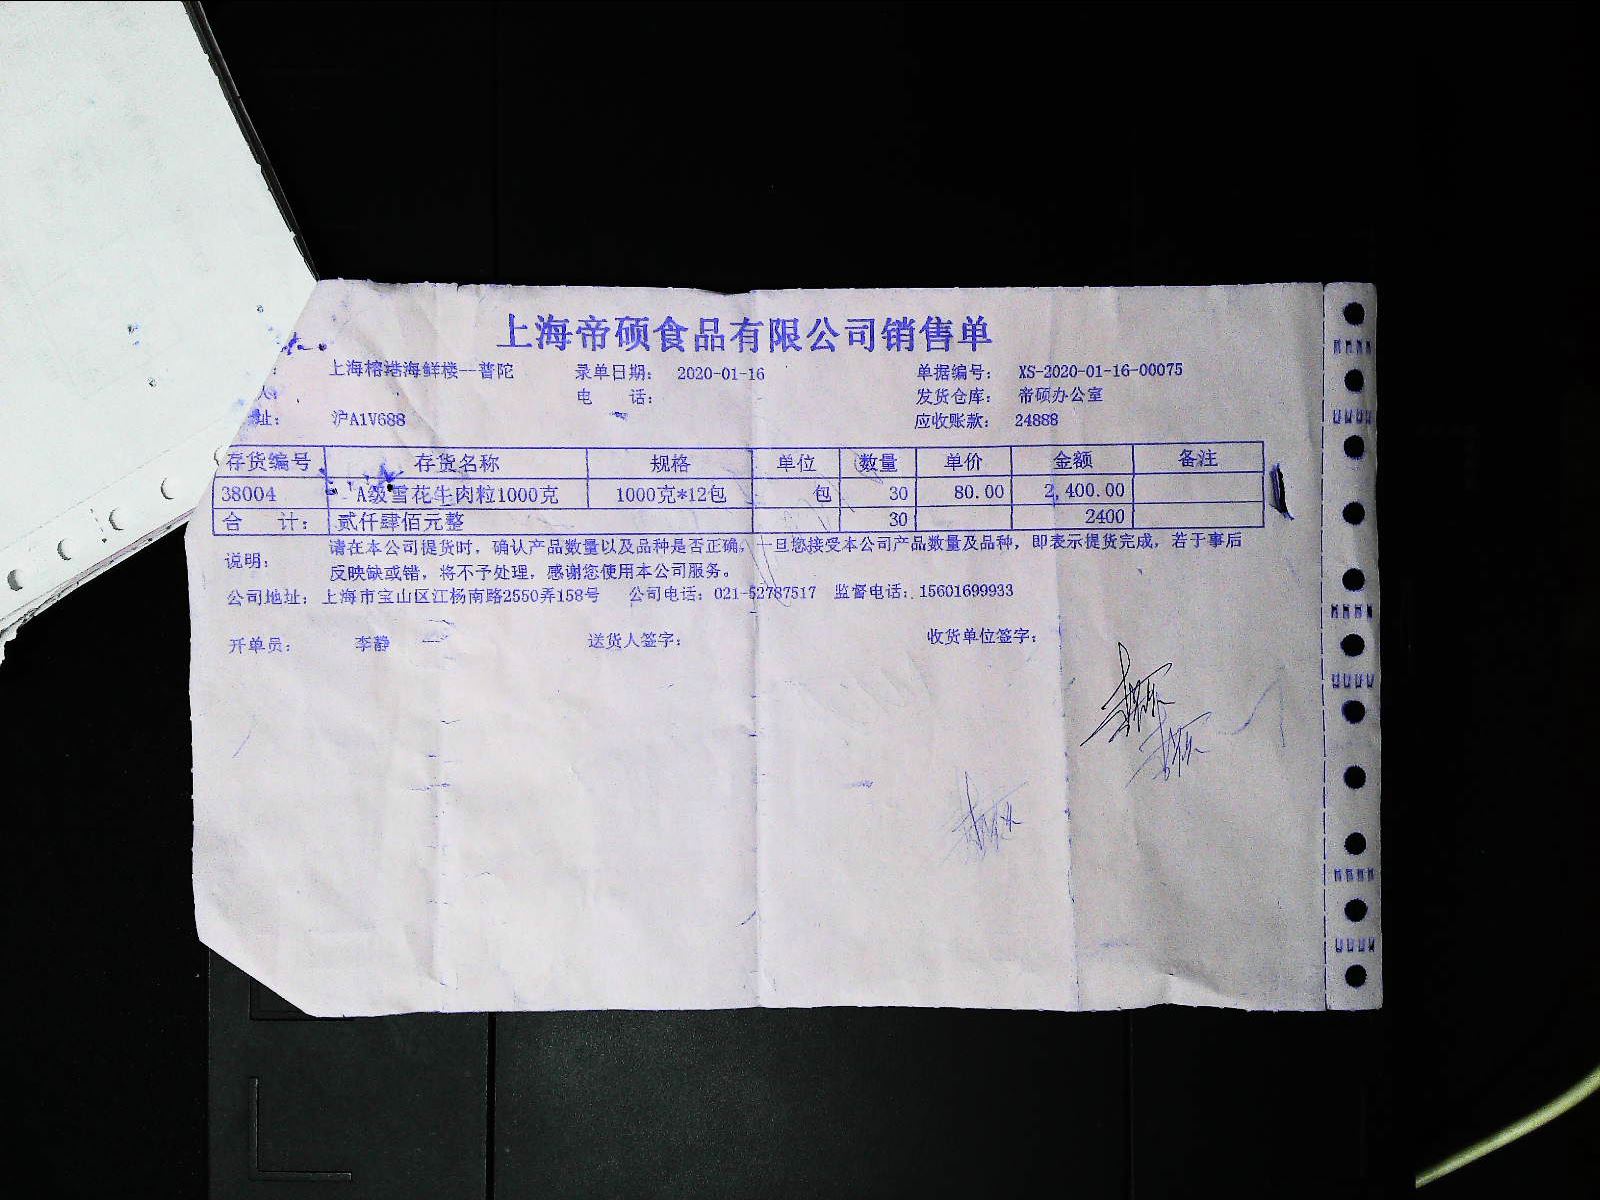 上海帝硕食品有限公司销售单
: 上海榕港海鲜楼--普陀 录单日期: 2020-01-16 单据编号: XS-2020-01-16-00075
人: 电 话: 发货仓库: 帝硕办公室
址: 沪A1V688 应收账款: 24888
存货编号 存货名称 规格 单位 数量 单价 金额 备注
38004 A级雪花牛肉粒1000克 1000克*12包 包 30 80.00 2,400.00
合 计: 贰仟肆佰元整 30 2400
说明: 请在本公司提货时，确认产品数量以及品种是否正确，一旦您接受本公司产品数量及品种，即表示提货完成，若于事后
反映缺或错，将不予处理，感谢您使用本公司服务。
公司地址: 上海市宝山区江杨南路2550弄158号 公司电话: 021-52787517 监督电话: 15601699933
开单员: 李静 送货人签字: 收货单位签字: